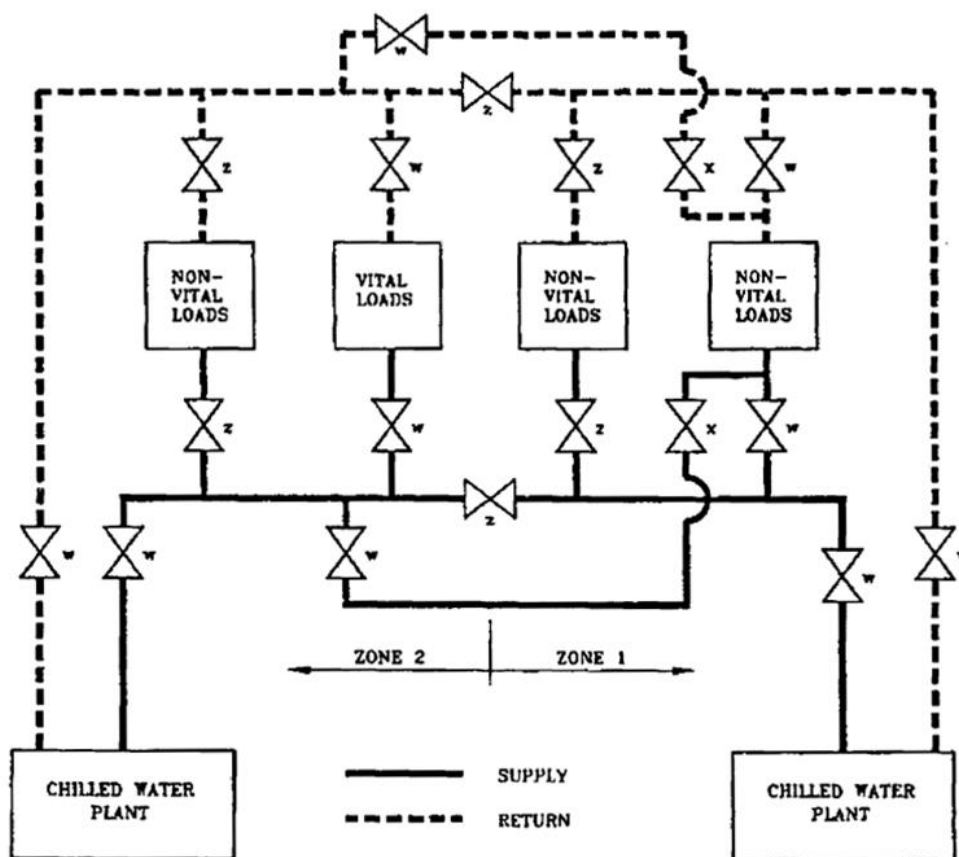 w
z
z
w
z
x
w
NON-
VITAL
LOADS
VITAL
LOADS
NON-
VITAL
LOADS
NON-
VITAL
LOADS
z
w
z
x
w
z
w
w
w
w
ZONE 2
ZONE 1
CHILLED WATER
PLANT
SUPPLY
RETURN
CHILLED WATER
PLANT